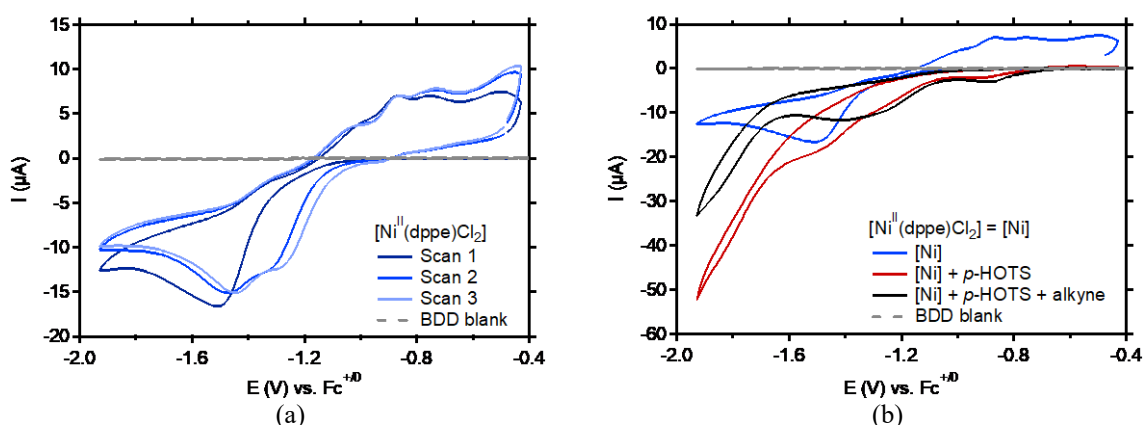 15
10
5
0
-5
-10
-15
-20
I (µA)
[Ni^II(dppe)Cl₂]
Scan 1
Scan 2
Scan 3
BDD blank
-2.0 -1.6 -1.2 -0.8 -0.4
E (V) vs. Fc^+/0
(a)
10
0
-10
-20
-30
-40
-50
-60
I (µA)
[Ni^II(dppe)Cl₂] = [Ni]
[Ni]
[Ni] + p-HOTS
[Ni] + p-HOTS + alkyne
BDD blank
-2.0 -1.6 -1.2 -0.8 -0.4
E (V) vs. Fc^+/0
(b)